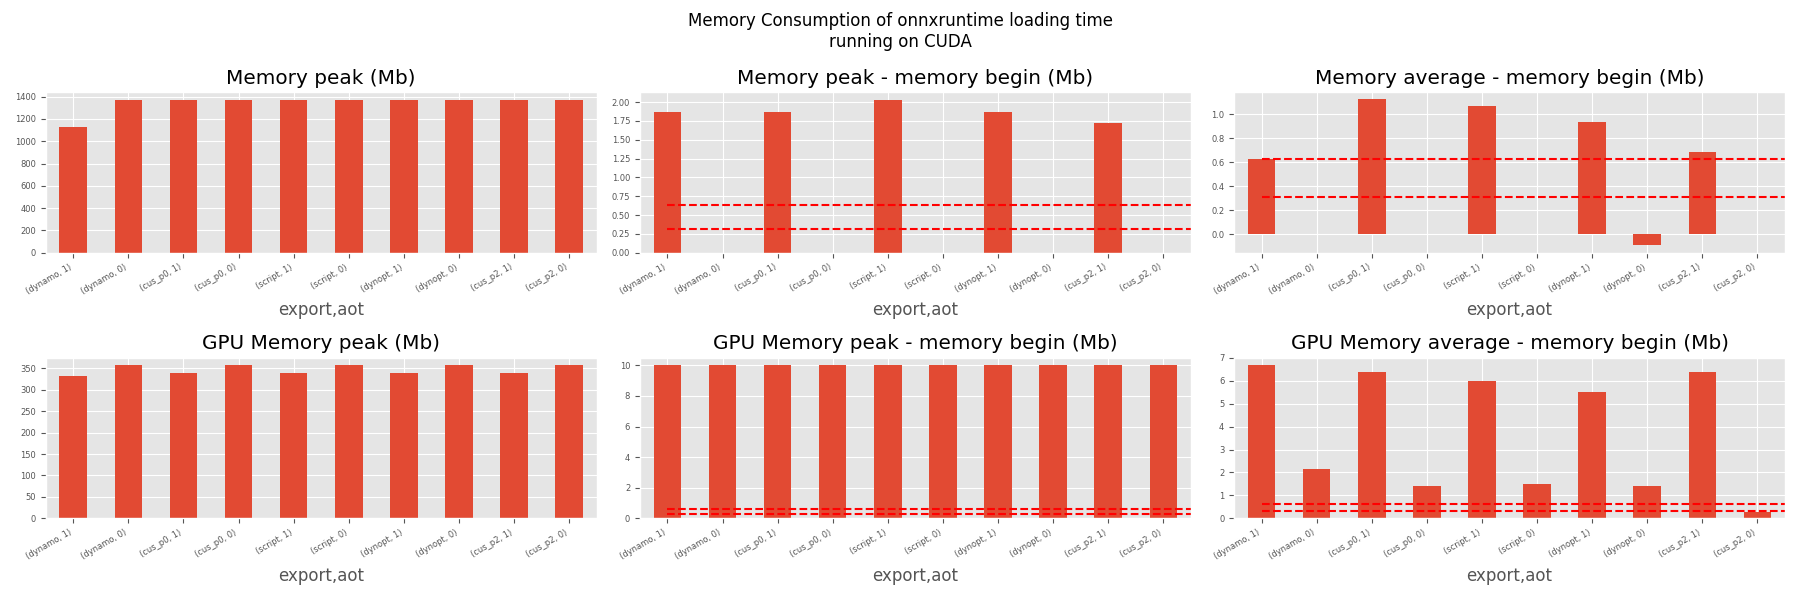 Memory Consumption of onnxruntime loading time
running on CUDA
Memory peak (Mb)
1400
1200
1000
800
600
400
200
0
(dynamo, 1)
(dynamo, 0)
(cus_p0, 1)
(cus_p0, 0)
(script, 1)
(script, 0)
(dynopt, 1)
(dynopt, 0)
(cus_p2, 1)
(cus_p2, 0)
export,aot
Memory peak - memory begin (Mb)
2.00
1.75
1.50
1.25
1.00
0.75
0.50
0.25
0.00
(dynamo, 1)
(dynamo, 0)
(cus_p0, 1)
(cus_p0, 0)
(script, 1)
(script, 0)
(dynopt, 1)
(dynopt, 0)
(cus_p2, 1)
(cus_p2, 0)
export,aot
Memory average - memory begin (Mb)
1.0
0.8
0.6
0.4
0.2
0.0
(dynamo, 1)
(dynamo, 0)
(cus_p0, 1)
(cus_p0, 0)
(script, 1)
(script, 0)
(dynopt, 1)
(dynopt, 0)
(cus_p2, 1)
(cus_p2, 0)
export,aot
GPU Memory peak (Mb)
350
300
250
200
150
100
50
0
(dynamo, 1)
(dynamo, 0)
(cus_p0, 1)
(cus_p0, 0)
(script, 1)
(script, 0)
(dynopt, 1)
(dynopt, 0)
(cus_p2, 1)
(cus_p2, 0)
export,aot
GPU Memory peak - memory begin (Mb)
10
8
6
4
2
0
(dynamo, 1)
(dynamo, 0)
(cus_p0, 1)
(cus_p0, 0)
(script, 1)
(script, 0)
(dynopt, 1)
(dynopt, 0)
(cus_p2, 1)
(cus_p2, 0)
export,aot
GPU Memory average - memory begin (Mb)
7
6
5
4
3
2
1
0
(dynamo, 1)
(dynamo, 0)
(cus_p0, 1)
(cus_p0, 0)
(script, 1)
(script, 0)
(dynopt, 1)
(dynopt, 0)
(cus_p2, 1)
(cus_p2, 0)
export,aot